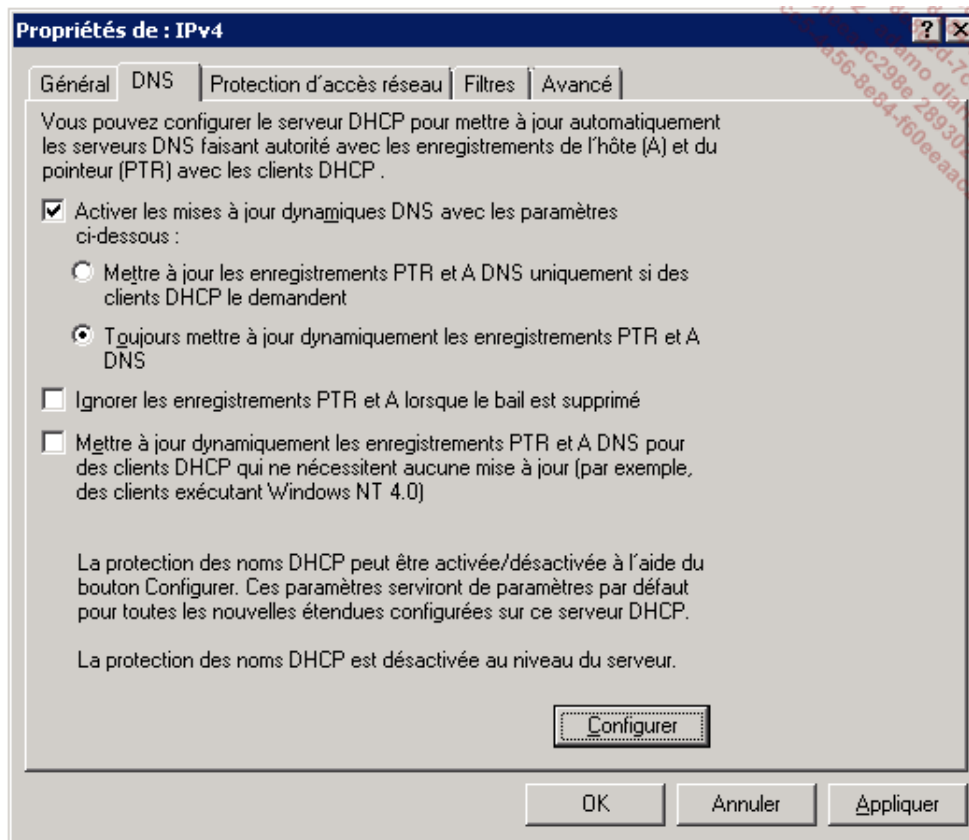 Propriétés de : IPv4
Général DNS Protection d'accès réseau Filtres Avancé
Vous pouvez configurer le serveur DHCP pour mettre à jour automatiquement
les serveurs DNS faisant autorité avec les enregistrements de l'hôte (A) et du
pointeur (PTR) avec les clients DHCP .
Activer les mises à jour dynamiques DNS avec les paramètres
ci-dessous :
Mettre à jour les enregistrements PTR et A DNS uniquement si des
clients DHCP le demandent
Toujours mettre à jour dynamiquement les enregistrements PTR et A
DNS
Ignorer les enregistrements PTR et A lorsque le bail est supprimé
Mettre à jour dynamiquement les enregistrements PTR et A DNS pour
des clients DHCP qui ne nécessitent aucune mise à jour (par exemple,
des clients exécutant Windows NT 4.0)
La protection des noms DHCP peut être activée/désactivée à l'aide du
bouton Configurer. Ces paramètres serviront de paramètres par défaut
pour toutes les nouvelles étendues configurées sur ce serveur DHCP.
La protection des noms DHCP est désactivée au niveau du serveur.
Configurer
OK Annuler Appliquer